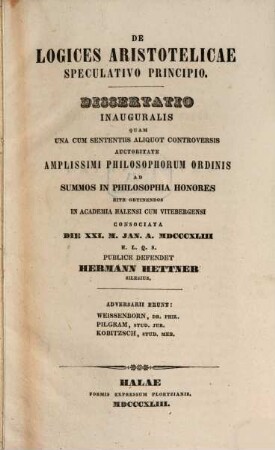 DE
LOGICES ARISTOTELICAE
SPECULATIVO PRINCIPIO.
DISSERTATIO
INAUGURALIS
QUAM
UNA CUM SENTENTIIS ALIQUOT CONTROVERSIS
AUCTORITATE
AMPLISSIMI PHILOSOPHORUM ORDINIS
AD
SUMMOS IN PHILOSOPHIA HONORES
RITE OBTINENDOS
IN ACADEMIA HALENSI CUM VITEBERGENSI
CONSOCIATA
DIE XXI. M. JAN. A. MDCCCXLIII
H. L. Q. S.
PUBLICE DEFENDET
HERMANN HETTNER
SILESIUS.
ADVERSARII ERUNT:
WEISSENBORN, DR. PHIL.
PILGRAM, STUD. JUR.
KOBITZSCH, STUD. MED.
HALAE
FORMIS EXPRESSUM PLOETZIANIS.
MDCCCXLIII.